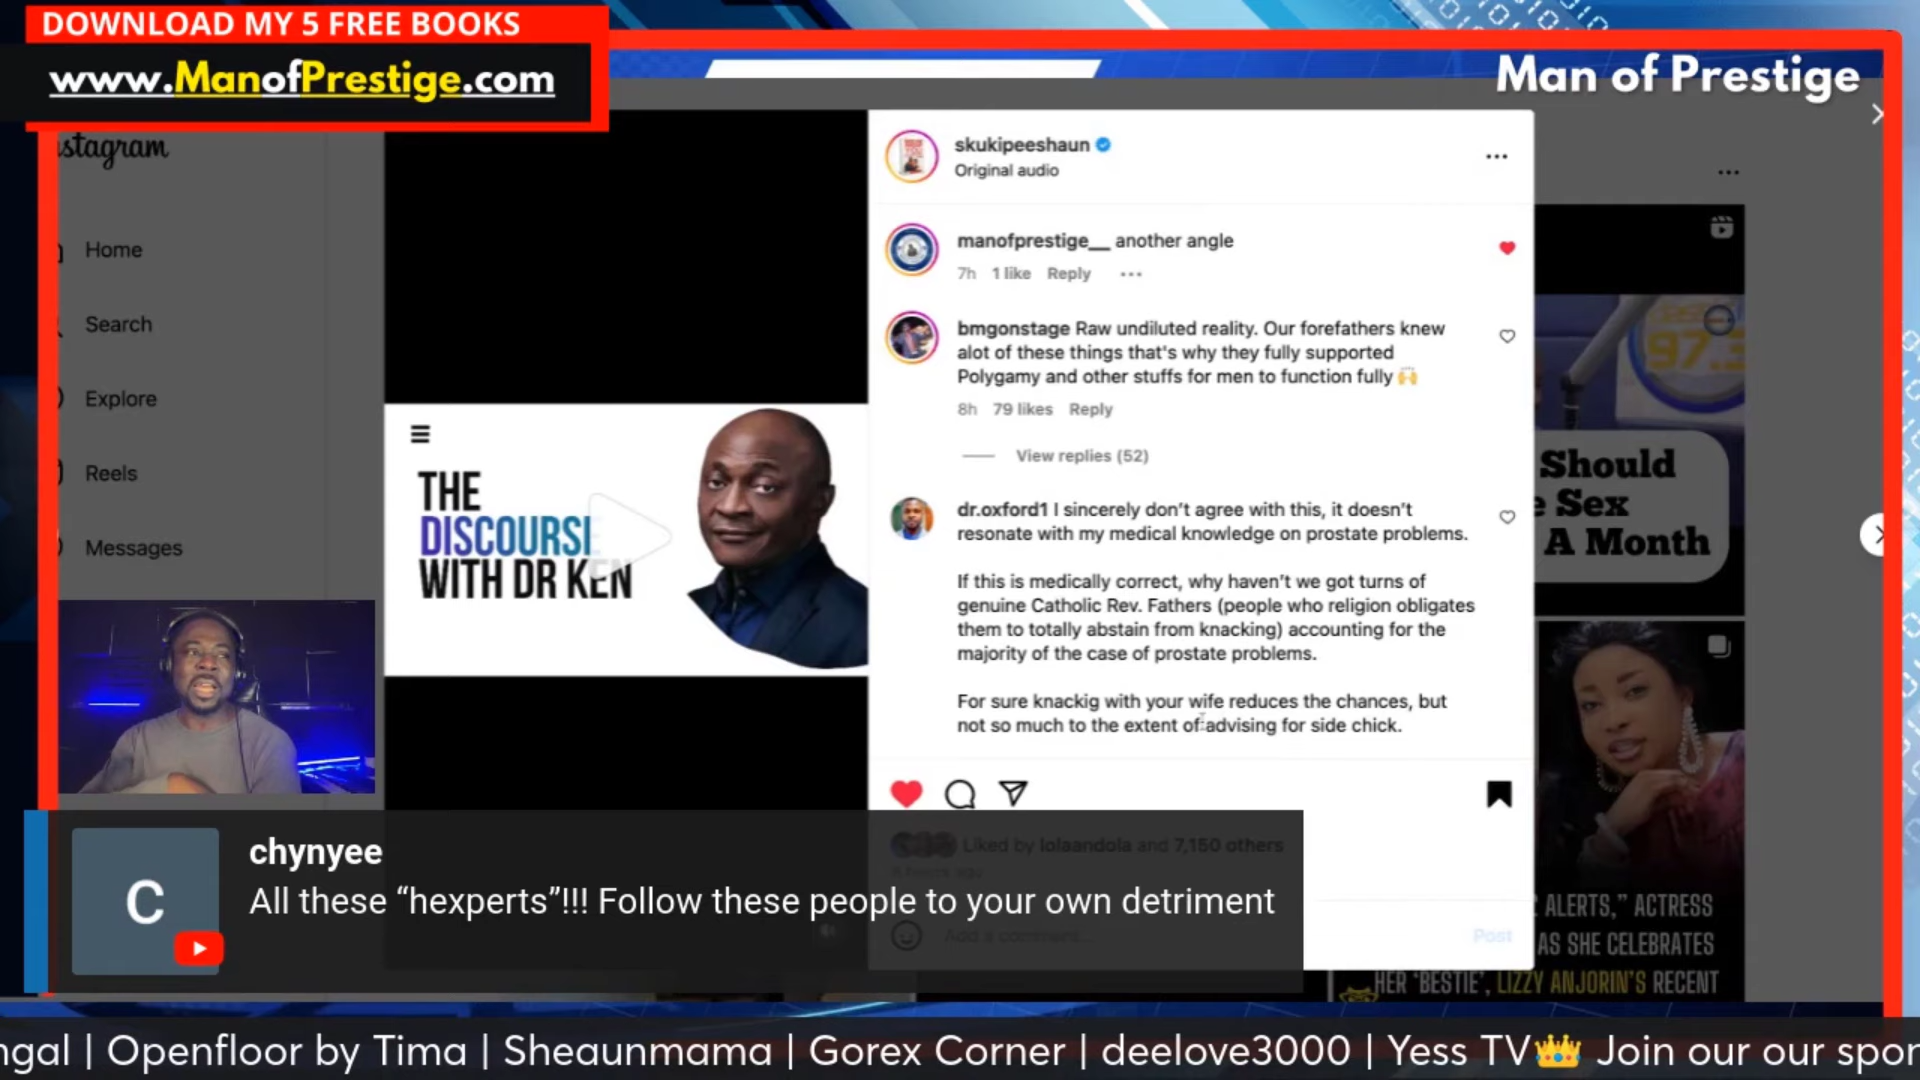 DOWNLOAD MY 5 FREE BOOKS
www.ManofPrestige.com
Man of Prestige
stagram
Home
Search
Explore
Reels
Messages
THE
DISCOURSE
WITH DR KEN
skukipeeshaun
Original audio
manofprestige__ another angle
7h 1 like Reply
bmgonstage Raw undiluted reality. Our forefathers knew
alot of these things that's why they fully supported
Polygamy and other stuffs for men to function fully 🙌
8h 79 likes Reply
View replies (52)
dr.oxford1 I sincerely don't agree with this, it doesn't
resonate with my medical knowledge on prostate problems.
If this is medically correct, why haven't we got turns of
genuine Catholic Rev. Fathers (people who religion obligates
them to totally abstain from knacking) accounting for the
majority of the case of prostate problems.
For sure knackig with your wife reduces the chances, but
not so much to the extent of advising for side chick.
Liked by lolaandola and 7,150 others
Add a comment...
Post
97.3
Should
Sex
A Month
ALERTS," ACTRESS
AS SHE CELEBRATES
HER 'BESTIE', LIZZY ANJORIN'S RECENT
C
chynyee
All these “hexperts”!!! Follow these people to your own detriment
ngal | Openfloor by Tima | Sheaunmama | Gorex Corner | deelove3000 | Yess TV👑 Join our our spor